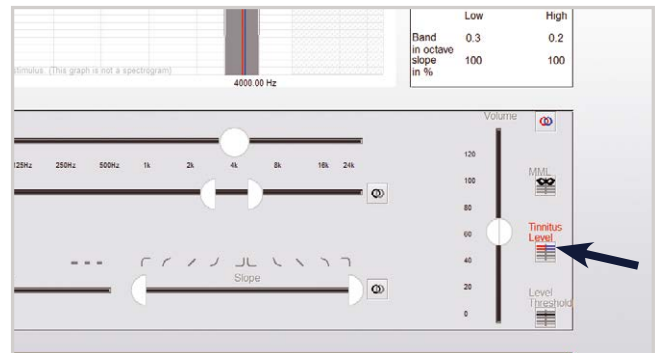 Low High
Band 0.3 0.2
in octave
slope 100 100
in %
stimulus. (This graph is not a spectrogram)
4000.00 Hz
Volume
125Hz 250Hz 500Hz 1k 2k 4k 8k 16k 24k
120
100
80
60
40
20
0
MML
Tinnitus
Level
Slope
Level
Threshold